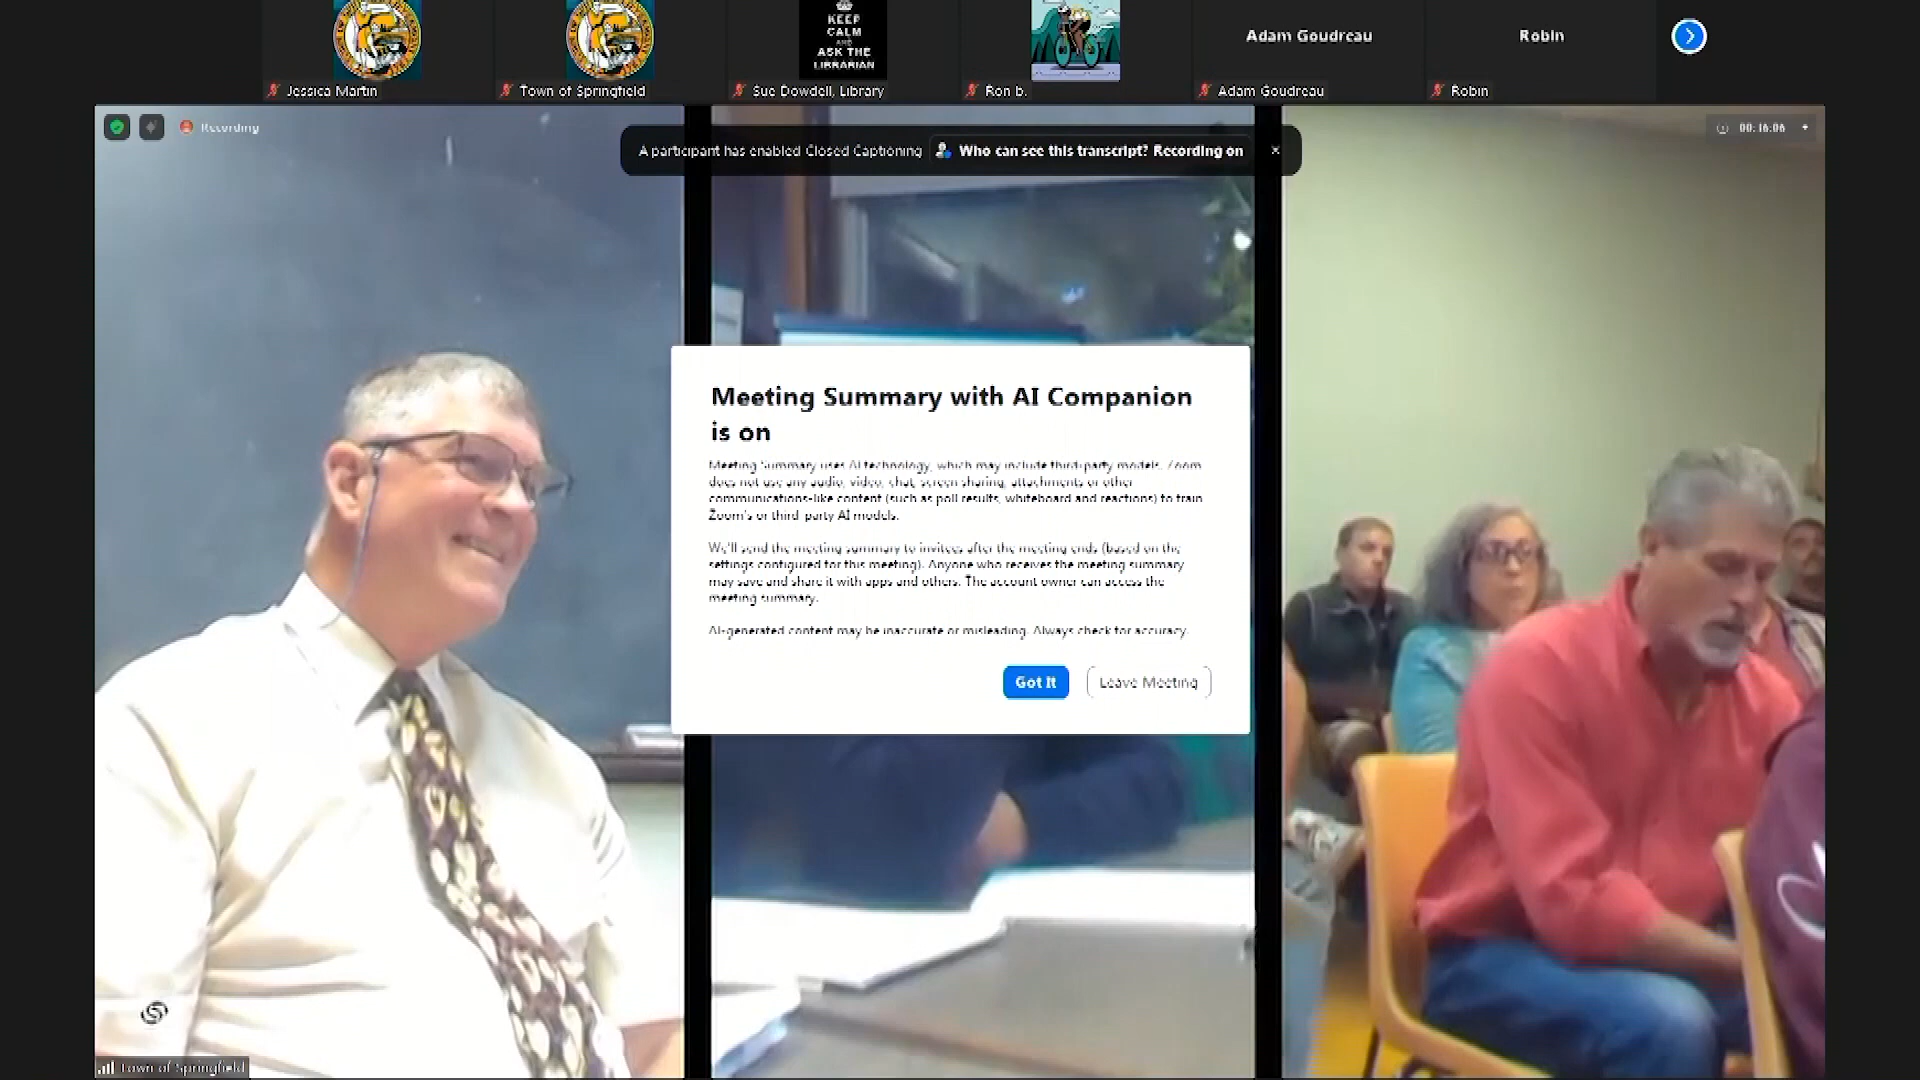 KEEP
CALM
AND
ASK THE
LIBRARIAN
Adam Goudreau
Robin
Jessica Martin
Town of Springfield
Sue Dowdell, Library
Ron b.
Adam Goudreau
Robin
Recording
00:16:06
A participant has enabled Closed Captioning
Who can see this transcript? Recording on
Meeting Summary with AI Companion
is on
Meeting Summary uses AI technology, which may include third-party models. Zoom
does not use any audio, video, chat, screen sharing, attachments or other
communications-like content (such as poll results, whiteboard and reactions) to train
Zoom's or third-party AI models.
We'll send the meeting summary to invitees after the meeting ends (based on the
settings configured for this meeting). Anyone who receives the meeting summary
may save and share it with apps and others. The account owner can access the
meeting summary.
AI-generated content may be inaccurate or misleading. Always check for accuracy.
Got it
Leave Meeting
Town of Springfield